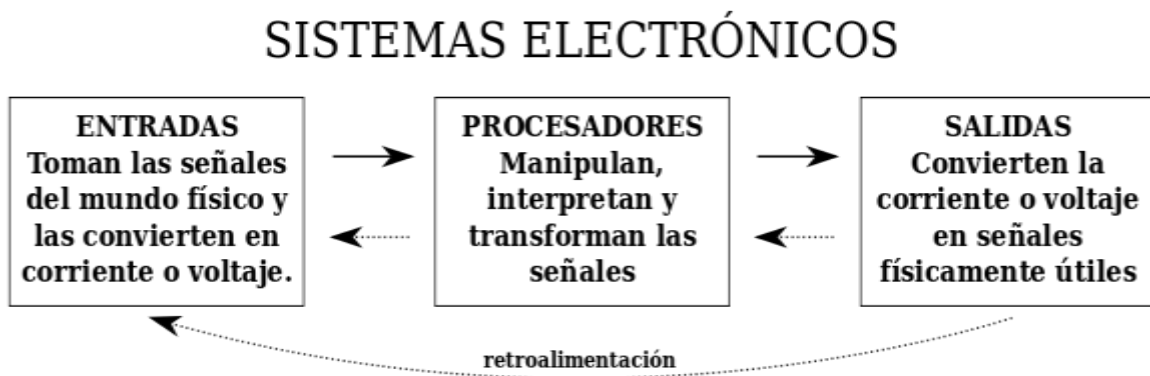 SISTEMAS ELECTRÓNICOS
ENTRADAS
Toman las señales
del mundo físico y
las convierten en
corriente o voltaje.
PROCESADORES
Manipulan,
interpretan y
transforman las
señales
SALIDAS
Convierten la
corriente o voltaje
en señales
físicamente útiles
retroalimentación